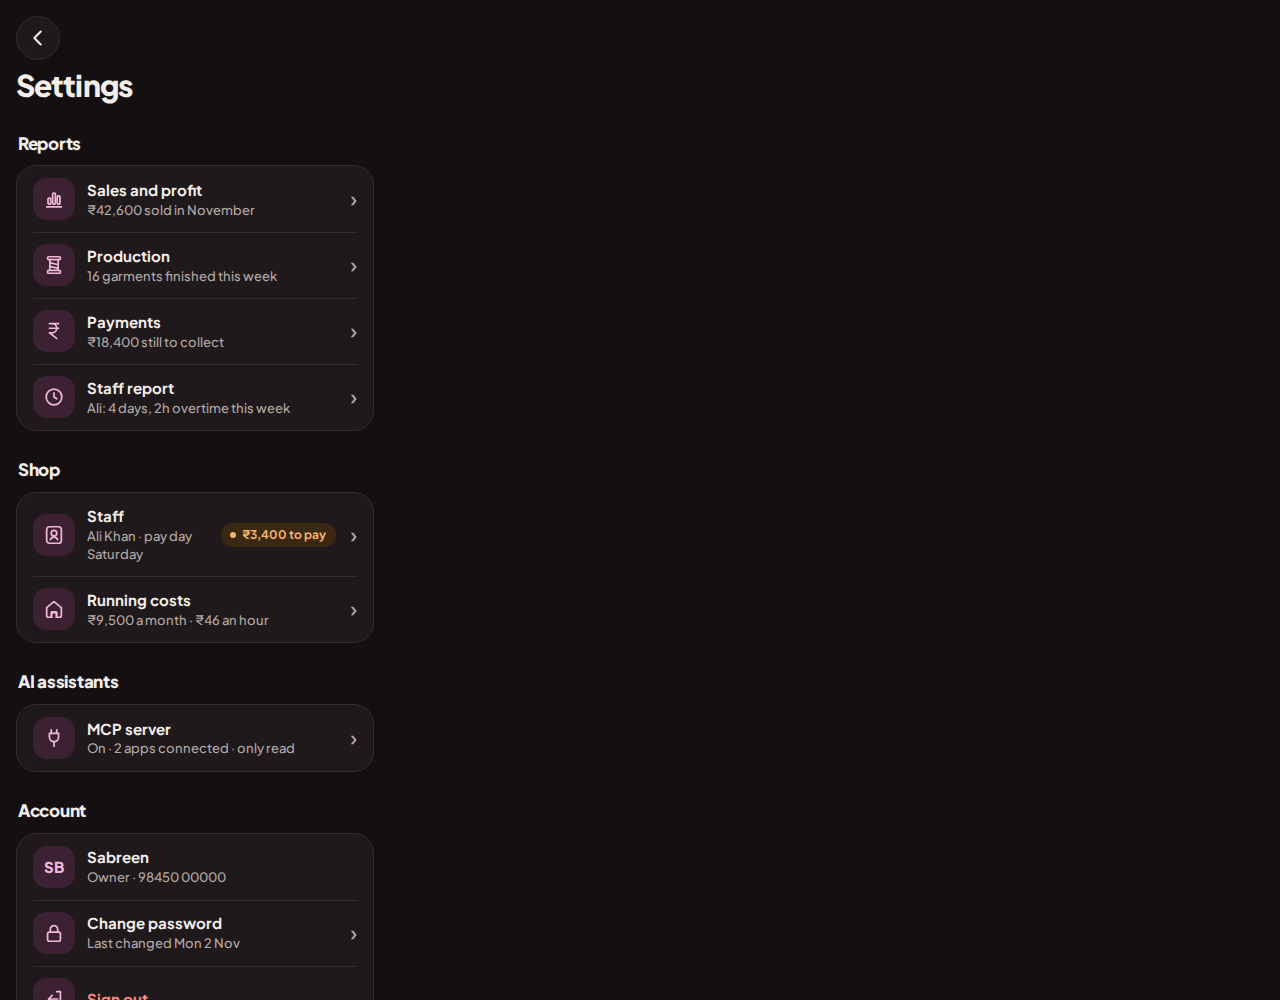 Settings
Reports
Sales and profit
₹42,600 sold in November
Production
16 garments finished this week
Payments
₹18,400 still to collect
Staff report
Ali: 4 days, 2h overtime this week
Shop
Staff
Ali Khan · pay day
Saturday
₹3,400 to pay
Running costs
₹9,500 a month · ₹46 an hour
AI assistants
MCP server
On · 2 apps connected · only read
Account
SB
Sabreen
Owner · 98450 00000
Change password
Last changed Mon 2 Nov
Sign out